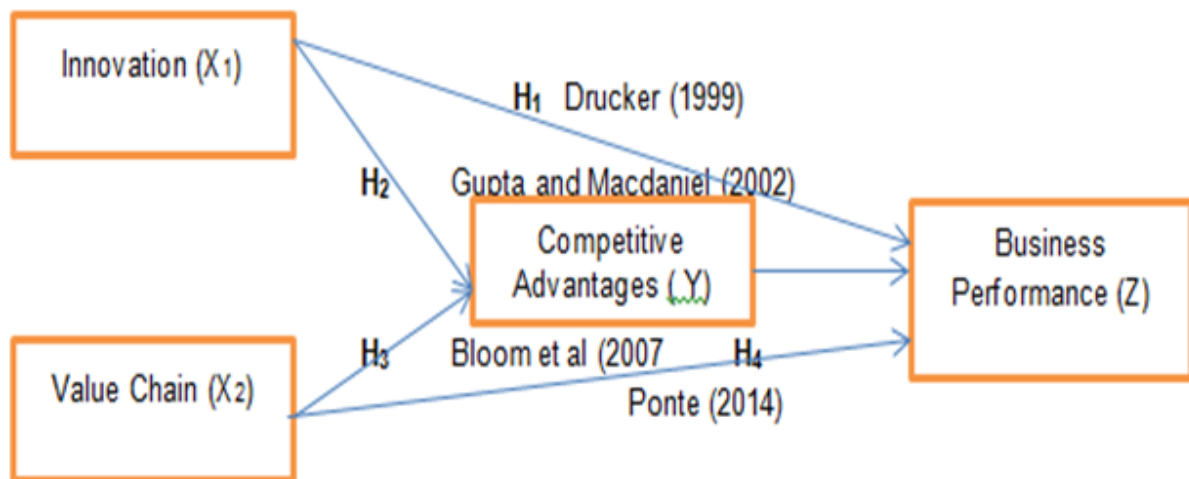 Innovation (X₁)
H₁ Drucker (1999)
H₂ Gupta and Macdaniel (2002)
Competitive
Advantages ( Y)
Business
Performance (Z)
H₃ Bloom et al (2007 H₄
Value Chain (X₂)
Ponte (2014)